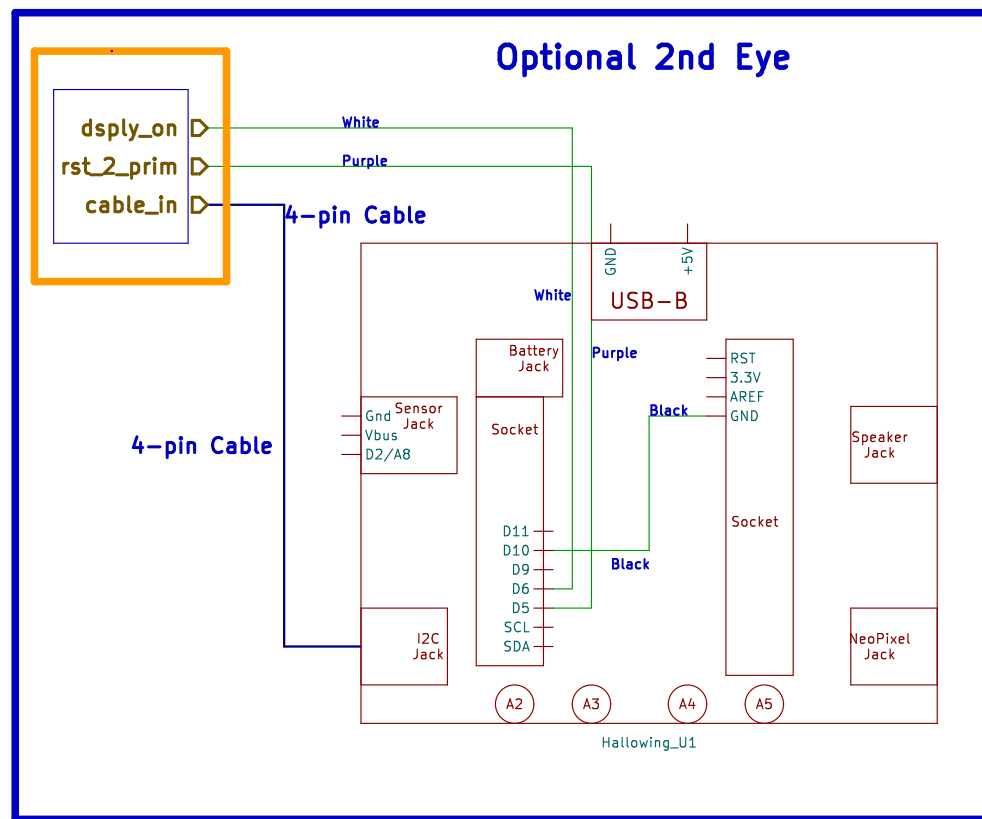 Optional 2nd Eye
dsply_on
White
rst_2_prim
Purple
cable_in
4-pin Cable
GND
+5V
USB-B
White
Battery
Jack
Purple
RST
3.3V
AREF
GND
Black
Sensor
Jack
Gnd
Vbus
D2/A8
Socket
Speaker
Jack
4-pin Cable
Socket
D11
D10
D9
D6
D5
SCL
SDA
Black
I2C
Jack
NeoPixel
Jack
A2
A3
A4
A5
Hallowing_U1